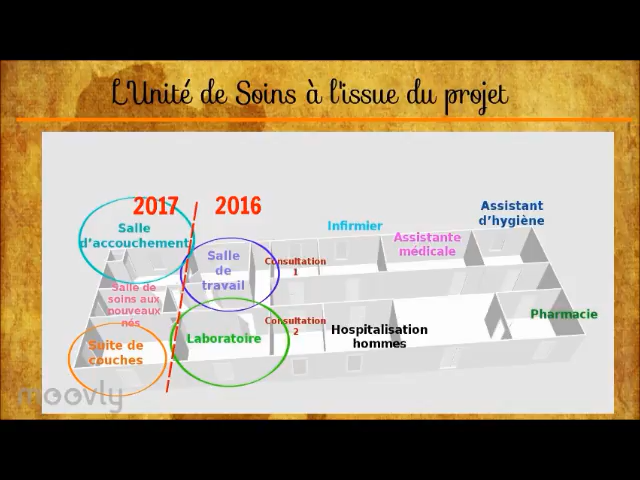 L'Unité de Soins à l'issue du projet
2017
2016
Salle
d'accouchement
Salle
de
travail
Salle de
soins aux
nouveaux
nés
Suite de
couches
Laboratoire
Consultation
1
Consultation
2
Infirmier
Assistante
médicale
Assistant
d'hygiène
Hospitalisation
hommes
Pharmacie
moovly